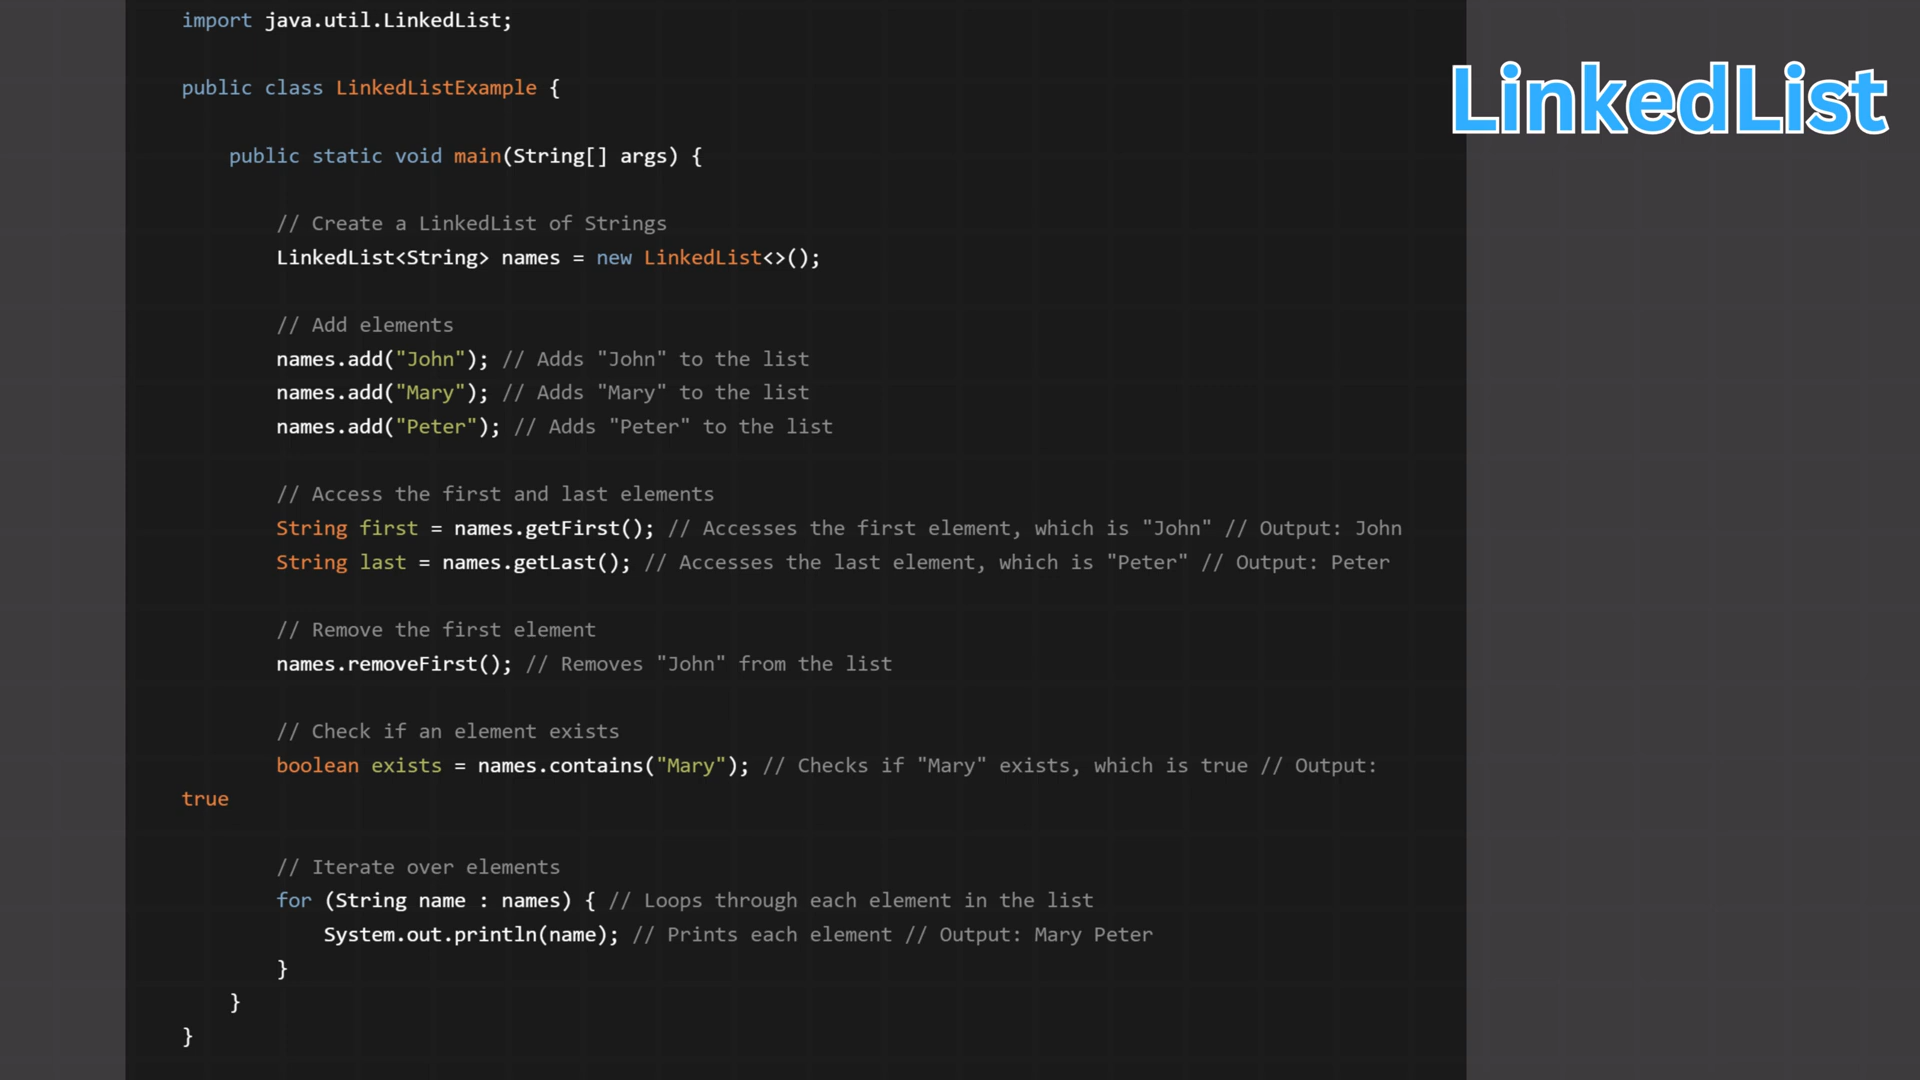 import java.util.LinkedList;
LinkedList
public class LinkedListExample {
public static void main(String[] args) {
// Create a LinkedList of Strings
LinkedList<String> names = new LinkedList<>();
// Add elements
names.add("John"); // Adds "John" to the list
names.add("Mary"); // Adds "Mary" to the list
names.add("Peter"); // Adds "Peter" to the list
// Access the first and last elements
String first = names.getFirst(); // Accesses the first element, which is "John" // Output: John
String last = names.getLast(); // Accesses the last element, which is "Peter" // Output: Peter
// Remove the first element
names.removeFirst(); // Removes "John" from the list
// Check if an element exists
boolean exists = names.contains("Mary"); // Checks if "Mary" exists, which is true // Output:
true
// Iterate over elements
for (String name : names) { // Loops through each element in the list
System.out.println(name); // Prints each element // Output: Mary Peter
}
}
}